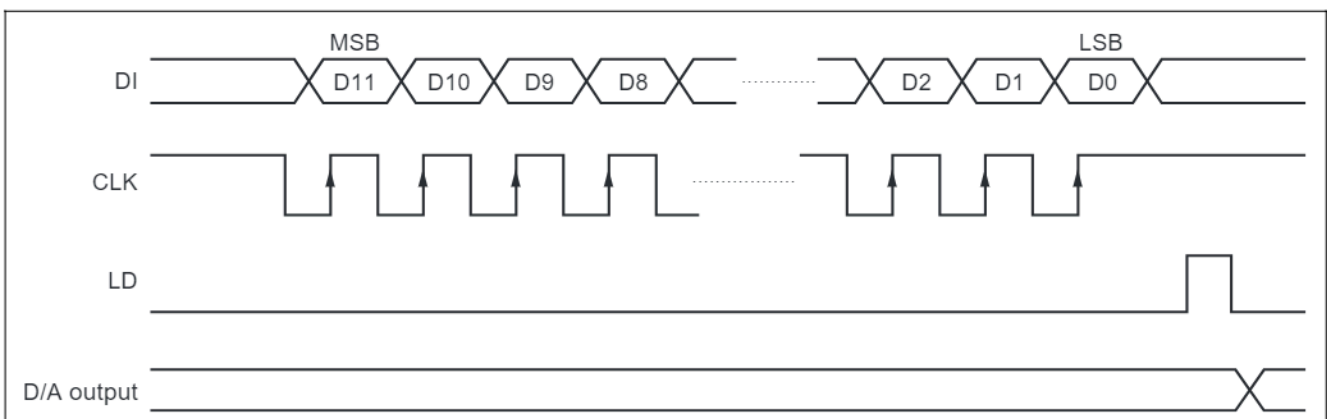 MSB LSB
DI D11 D10 D9 D8 D2 D1 D0
CLK
LD
D/A output